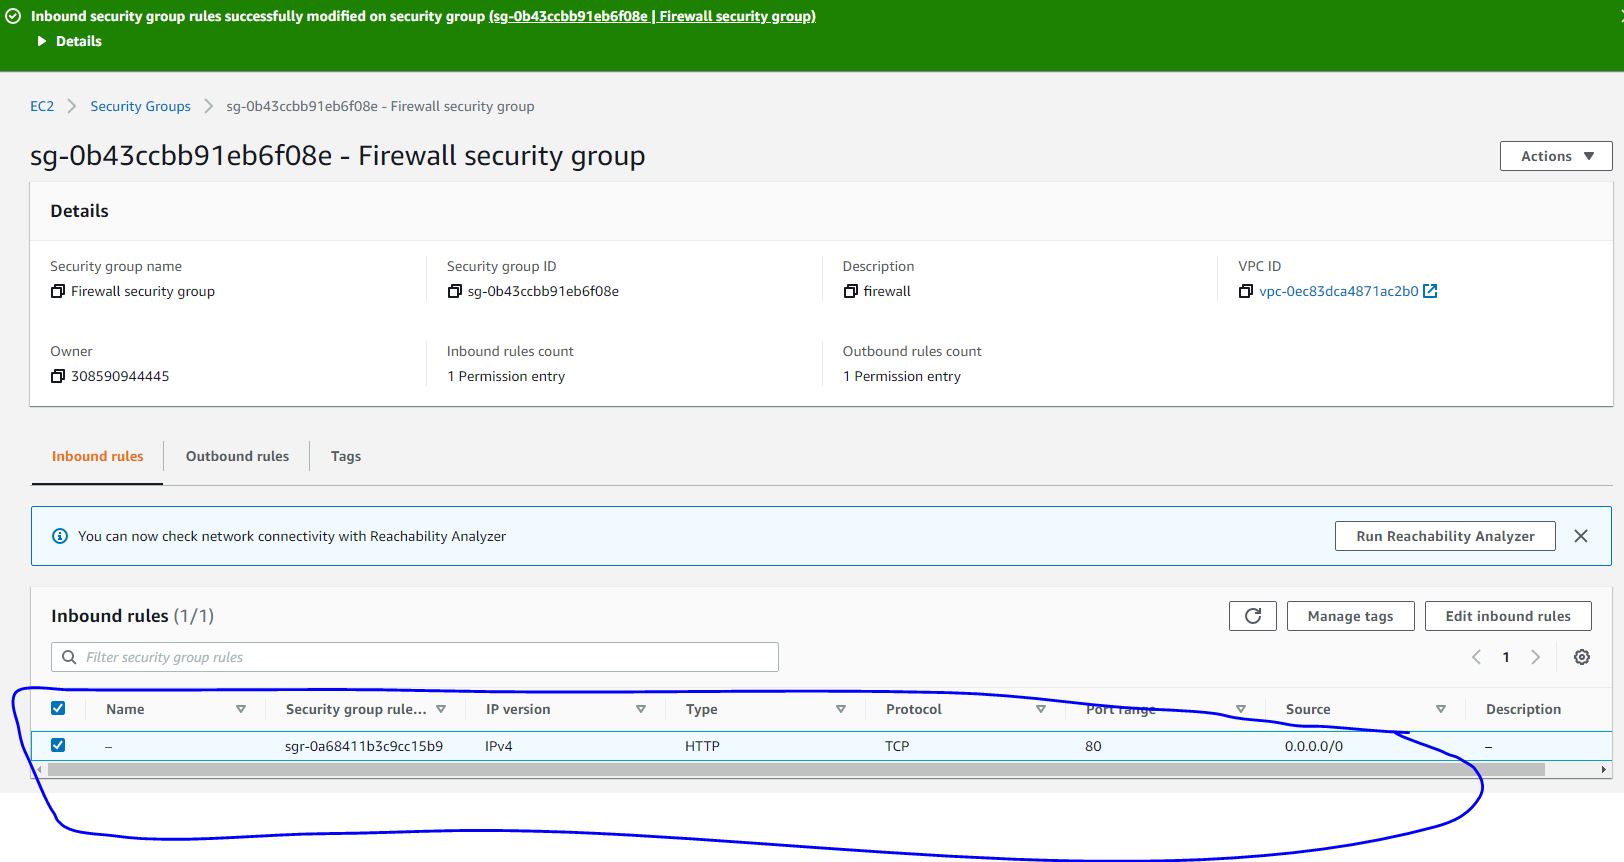 Inbound security group rules successfully modified on security group (sg-0b43ccbb91eb6f08e | Firewall security group)
Details
EC2 > Security Groups > sg-0b43ccbb91eb6f08e - Firewall security group
sg-0b43ccbb91eb6f08e - Firewall security group
Actions
Details
Security group name Security group ID Description VPC ID
Firewall security group sg-0b43ccbb91eb6f08e firewall vpc-0ec83dca4871ac2b0
Owner Inbound rules count Outbound rules count
308590944445 1 Permission entry 1 Permission entry
Inbound rules Outbound rules Tags
You can now check network connectivity with Reachability Analyzer Run Reachability Analyzer
Inbound rules (1/1) Manage tags Edit inbound rules
Filter security group rules 1
Name Security group rule... IP version Type Protocol Port range Source Description
– sgr-0a68411b3c9cc15b9 IPv4 HTTP TCP 80 0.0.0.0/0 –